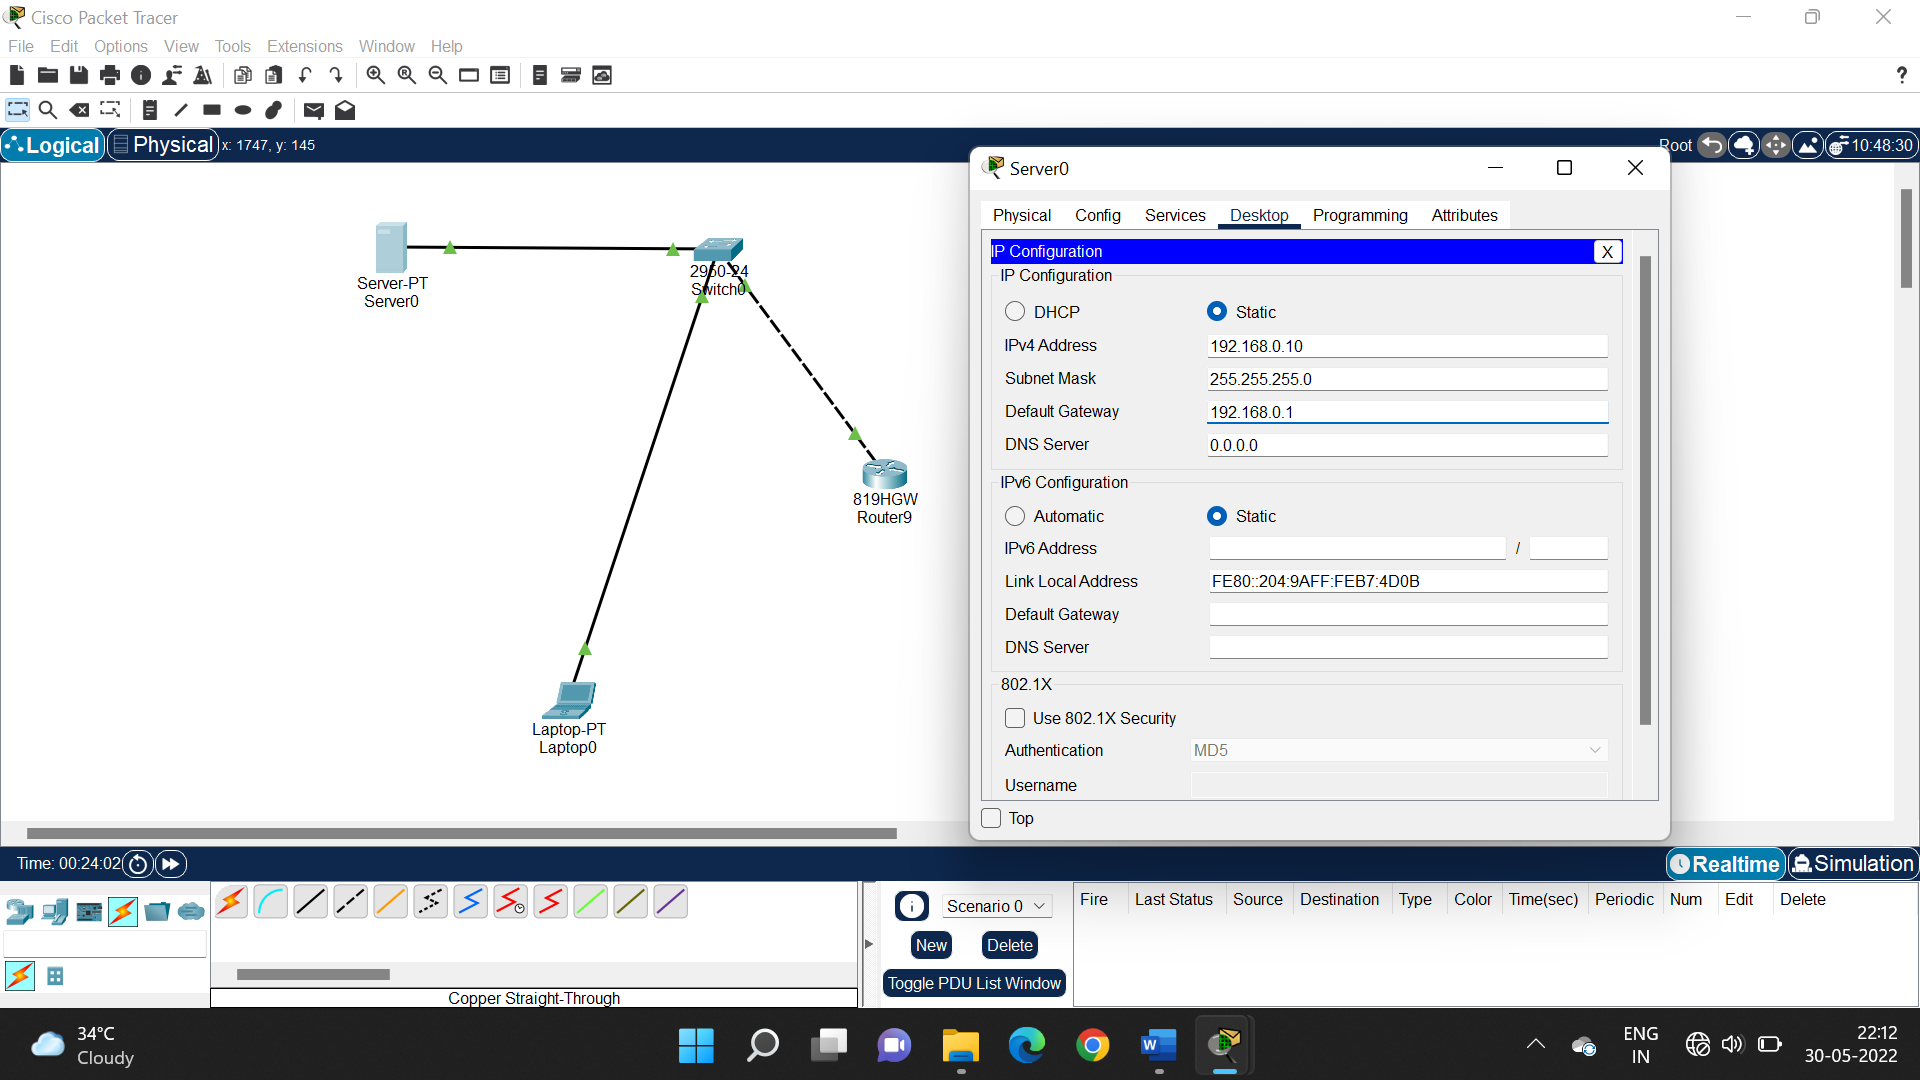 Cisco Packet Tracer
File Edit Options View Tools Extensions Window Help
Logical Physical x: 1747, y: 145
Root 10:48:30
Server-PT
Server0
2950-24
Switch0
819HGW
Router9
Laptop-PT
Laptop0
Server0
Physical Config Services Desktop Programming Attributes
IP Configuration X
IP Configuration
DHCP Static
IPv4 Address 192.168.0.10
Subnet Mask 255.255.255.0
Default Gateway 192.168.0.1
DNS Server 0.0.0.0
IPv6 Configuration
Automatic Static
IPv6 Address /
Link Local Address FE80::204:9AFF:FEB7:4D0B
Default Gateway
DNS Server
802.1X
Use 802.1X Security
Authentication MD5
Username
Top
Time: 00:24:02
Realtime Simulation
Scenario 0
New Delete
Toggle PDU List Window
Fire Last Status Source Destination Type Color Time(sec) Periodic Num Edit Delete
Copper Straight-Through
34°C
Cloudy
ENG
IN
22:12
30-05-2022